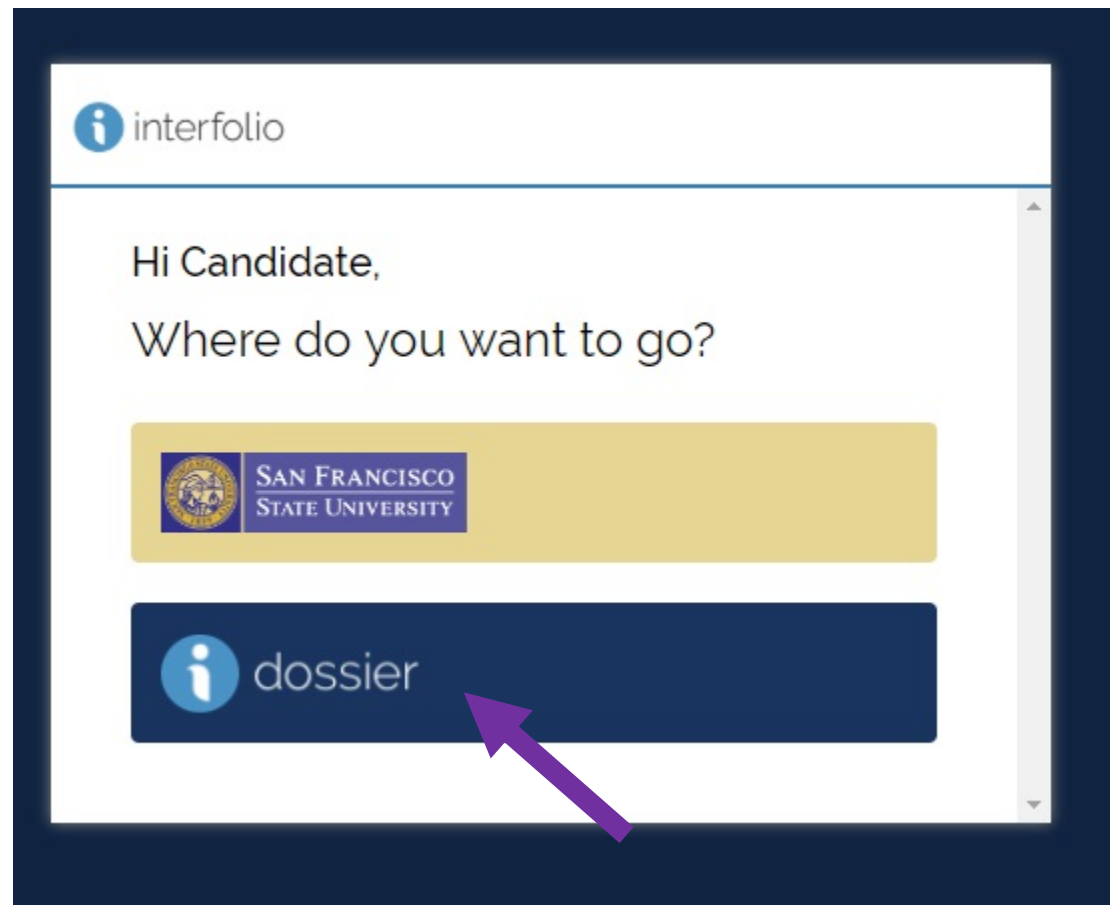 interfolio
Hi Candidate,
Where do you want to go?
SAN FRANCISCO
STATE UNIVERSITY
dossier